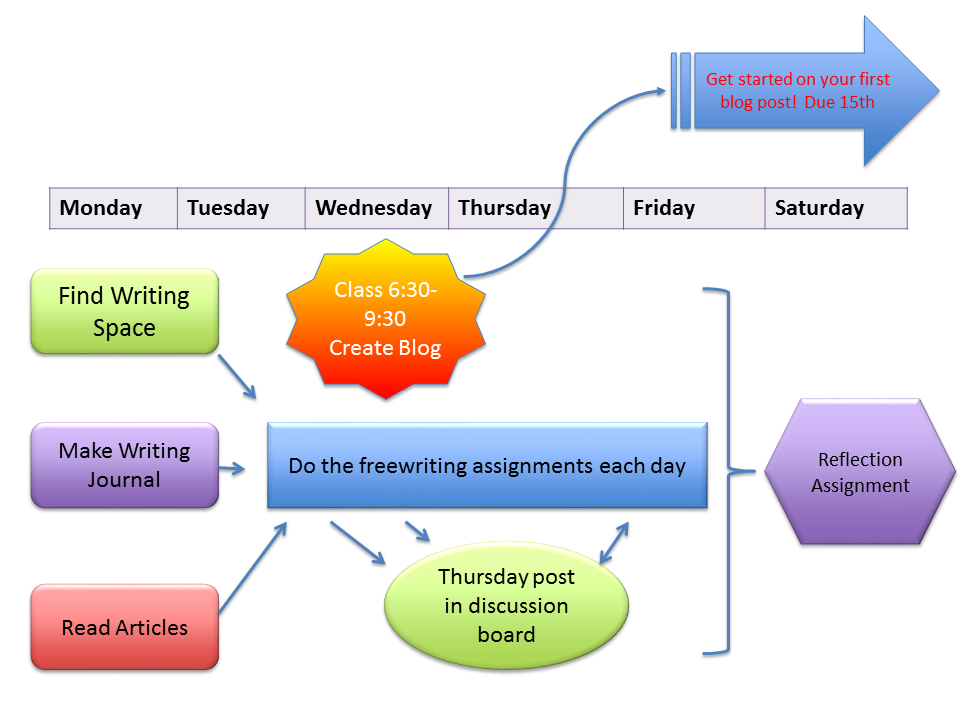 Get started on your first
blog post!  Due 15th
Monday Tuesday Wednesday Thursday Friday Saturday
Find Writing
Space
Class 6:30-
9:30
Create Blog
Make Writing
Journal
Do the freewriting assignments each day
Reflection
Assignment
Read Articles
Thursday post
in discussion
board